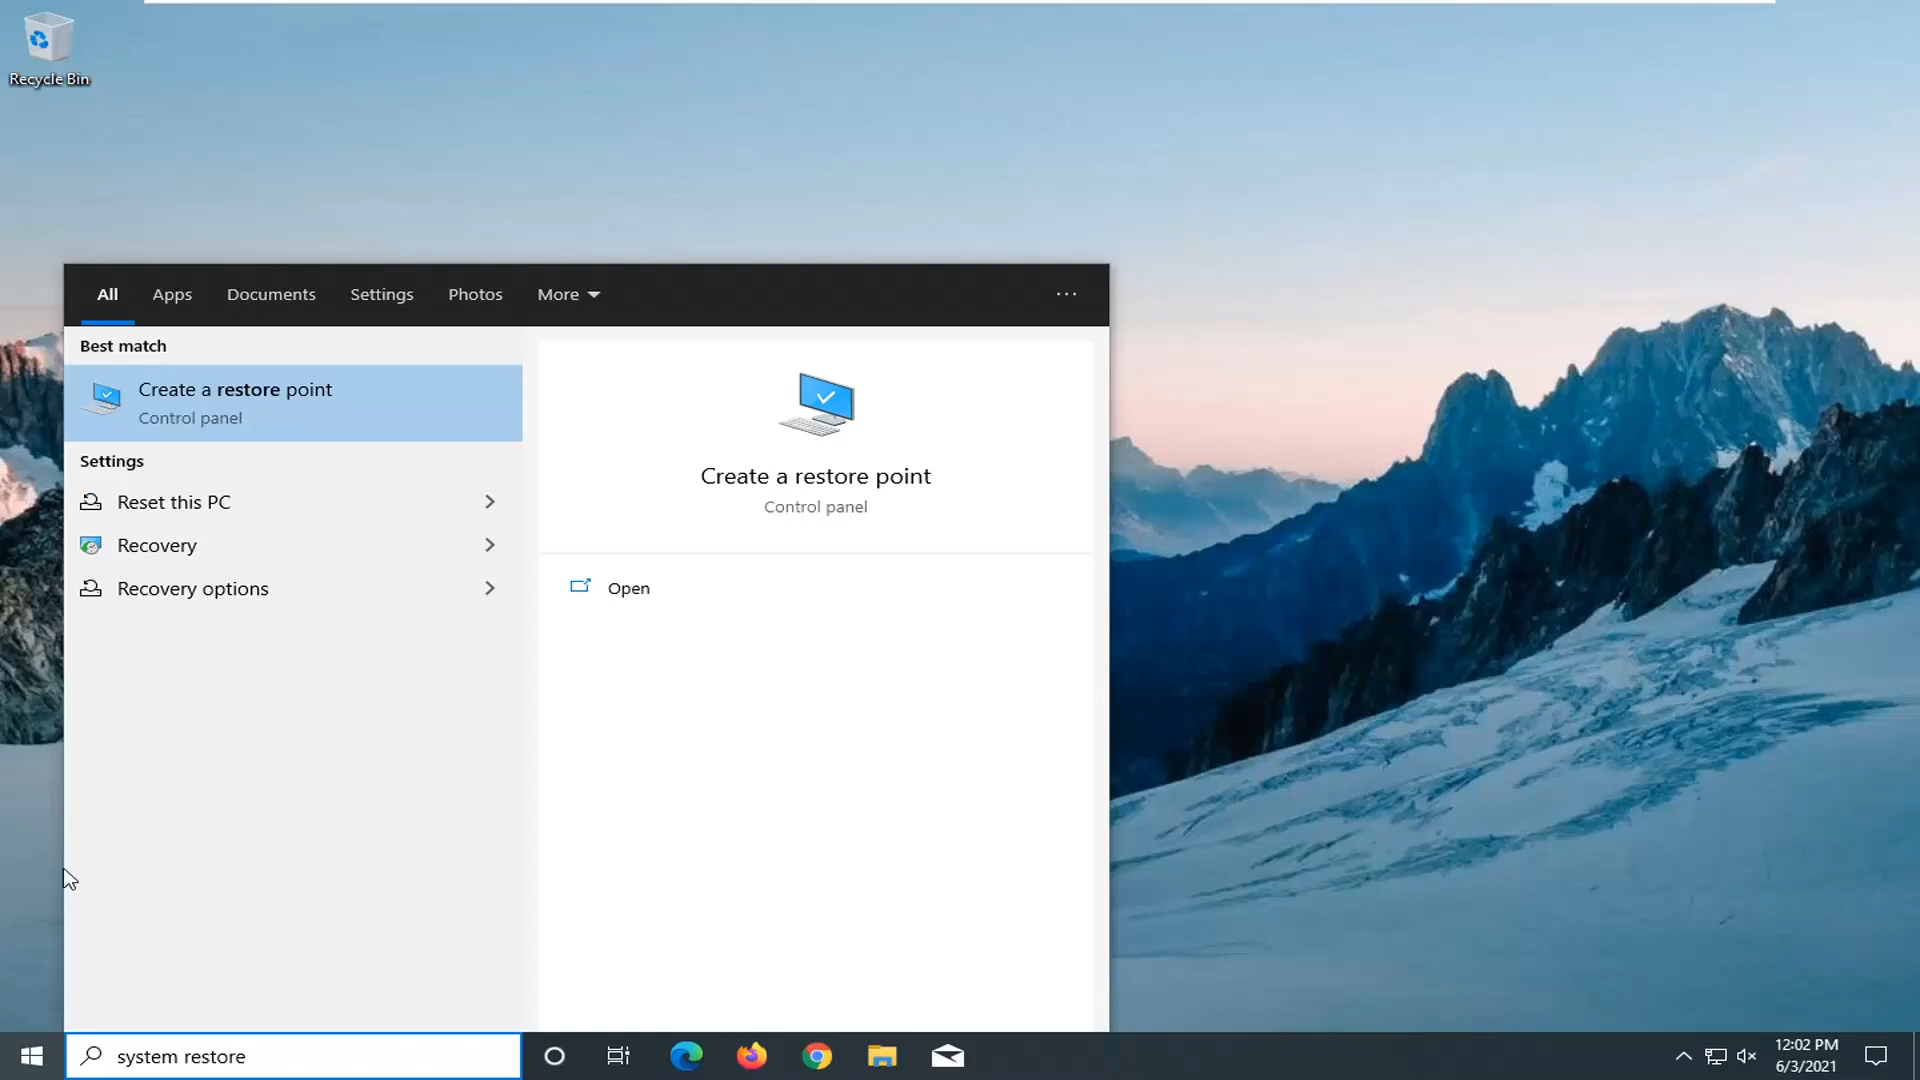 Recycle Bin
All Apps Documents Settings Photos More ...
Best match
Create a restore point
Control panel
Settings
Reset this PC
Recovery
Recovery options
Create a restore point
Control panel
Open
system restore
12:02 PM
6/3/2021